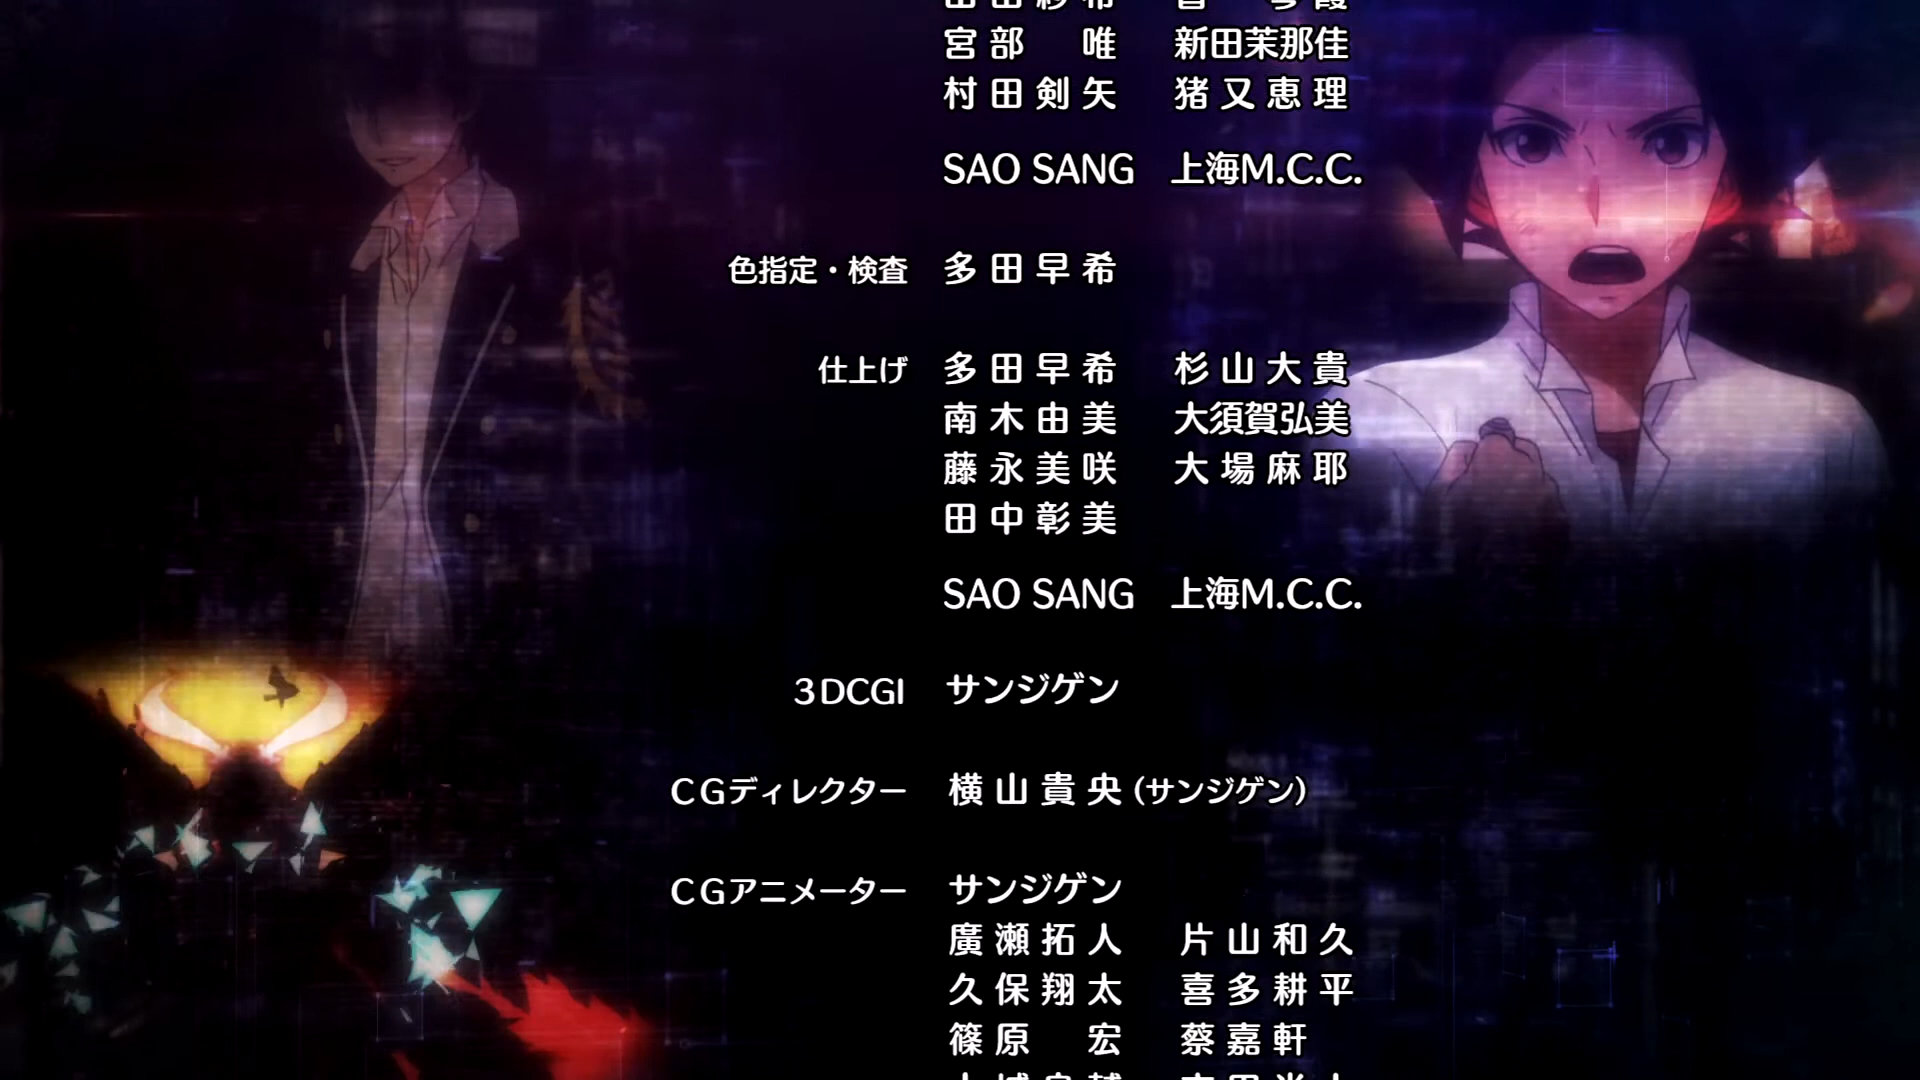 宮部 唯 新田茉那佳
村田剣矢 猪又恵理
SAO SANG 上海M.C.C.
色指定・検査 多田早希
仕上げ 多田早希 杉山大貴
南木由美 大須賀弘美
藤永美咲 大場麻耶
田中彰美
SAO SANG 上海M.C.C.
3DCGI サンジゲン
CGディレクター 横山貴央(サンジゲン)
CGアニメーター サンジゲン
廣瀬拓人 片山和久
久保翔太 喜多耕平
篠原 宏 蔡嘉軒